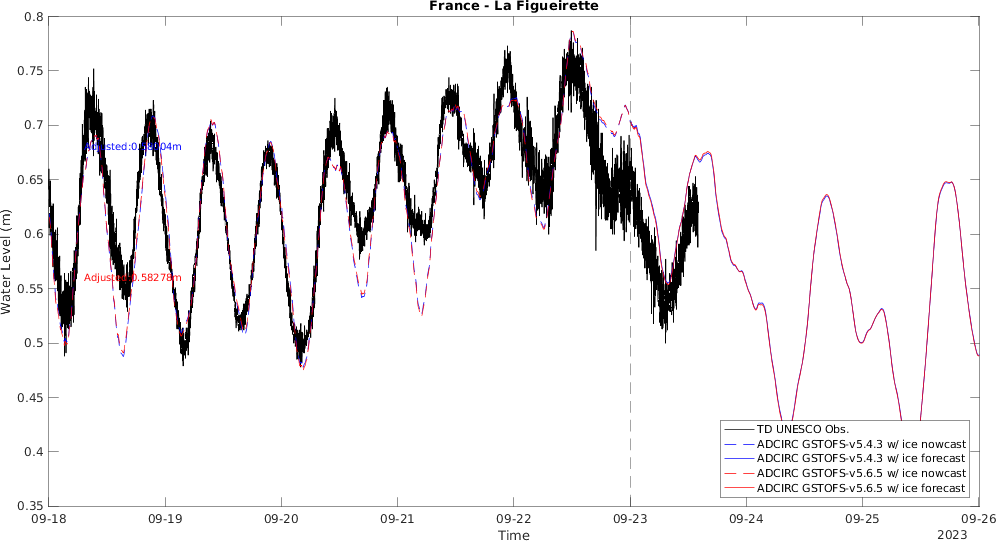 France - La Figueirette
0.8
0.75
0.7
0.65
0.6
0.55
0.5
0.45
0.4
0.35
Water Level (m)
Adjusted:0.58278m
TD UNESCO Obs.
ADCIRC GSTOFS-v5.4.3 w/ ice nowcast
ADCIRC GSTOFS-v5.4.3 w/ ice forecast
ADCIRC GSTOFS-v5.6.5 w/ ice nowcast
ADCIRC GSTOFS-v5.6.5 w/ ice forecast
09-18 09-19 09-20 09-21 09-22 09-23 09-24 09-25 09-26
Time
2023